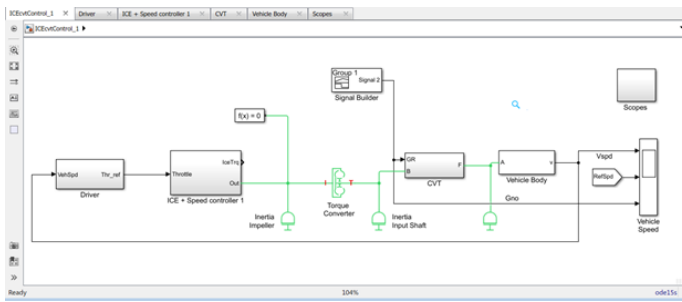 ICEcvtControl_1
Driver
ICE + Speed controller 1
CVT
Vehicle Body
Scopes
ICEcvtControl_1
Group 1
Signal 2
Signal Builder
Scopes
f(x) = 0
VehSpd
Thr_ref
Driver
Throttle
IceTrq
Out
ICE + Speed controller 1
I
T
Torque
Converter
Inertia
Impeller
Inertia
Input Shaft
GR
B
F
CVT
A
v
Vehicle Body
Vspd
RefSpd
Gno
Vehicle
Speed
Ready
104%
ode15s